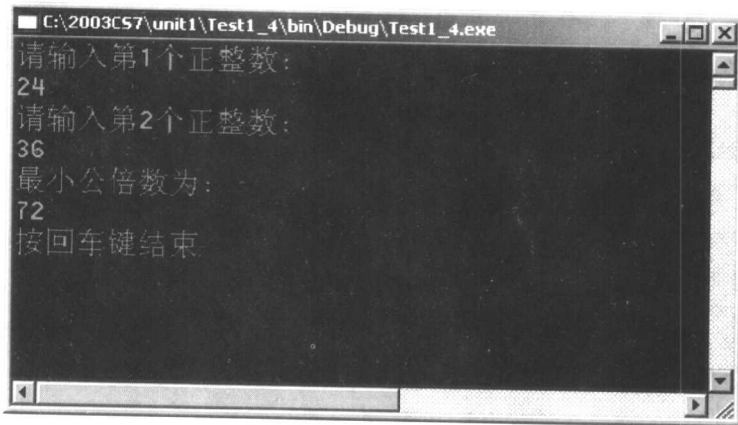 C:\2003CS7\unit1\Test1_4\bin\Debug\Test1_4.exe
请输入第1个正整数:
24
请输入第2个正整数:
36
最小公倍数为:
72
按回车键结束